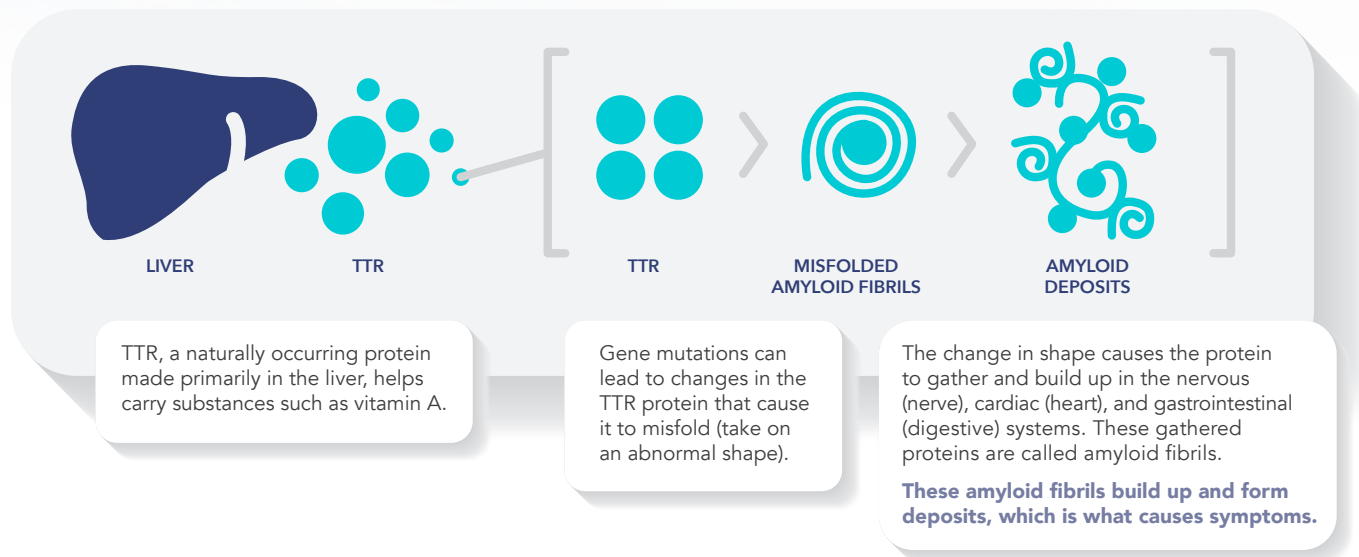 LIVER
TTR
TTR
MISFOLDED
AMYLOID FIBRILS
AMYLOID
DEPOSITS
TTR, a naturally occurring protein
made primarily in the liver, helps
carry substances such as vitamin A.
Gene mutations can
lead to changes in the
TTR protein that cause
it to misfold (take on
an abnormal shape).
The change in shape causes the protein
to gather and build up in the nervous
(nerve), cardiac (heart), and gastrointestinal
(digestive) systems. These gathered
proteins are called amyloid fibrils.
These amyloid fibrils build up and form
deposits, which is what causes symptoms.